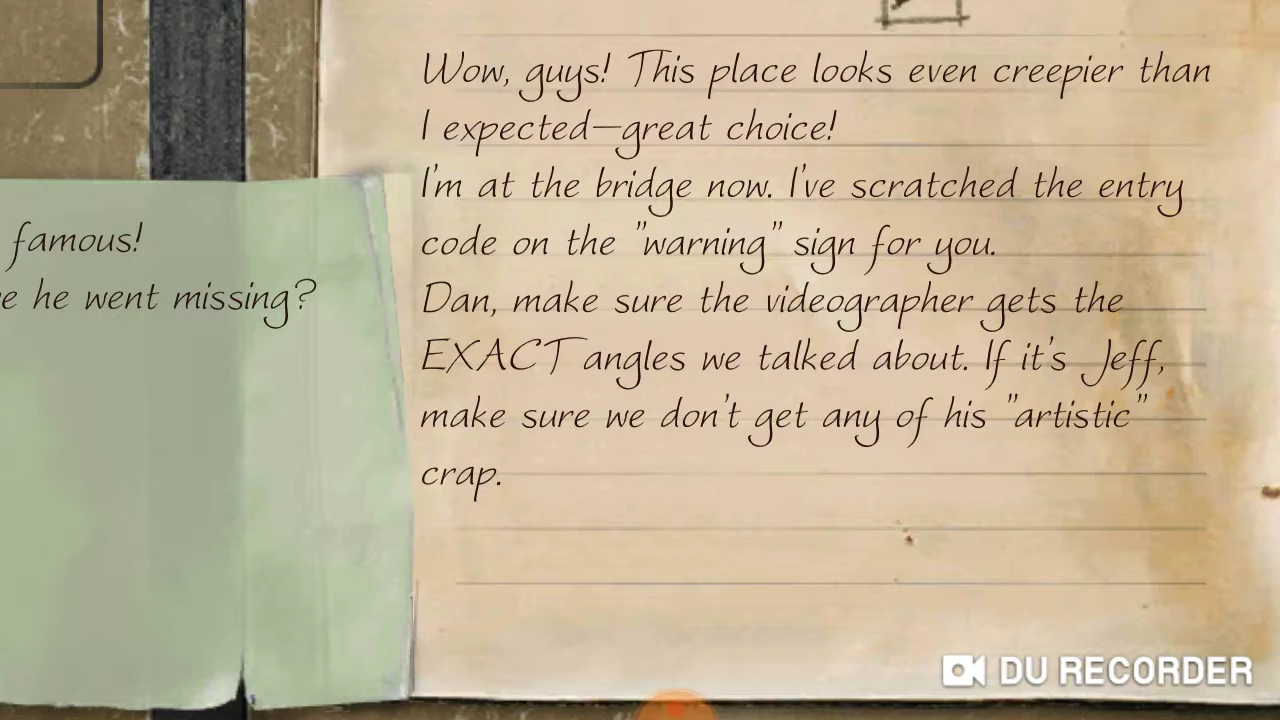 famous!
he went missing?
Wow, guys! This place looks even creepier than
I expected—great choice!
I'm at the bridge now. I've scratched the entry
code on the "warning" sign for you.
Dan, make sure the videographer gets the
EXACT angles we talked about. If it's Jeff,
make sure we don't get any of his "artistic"
crap.
DU RECORDER